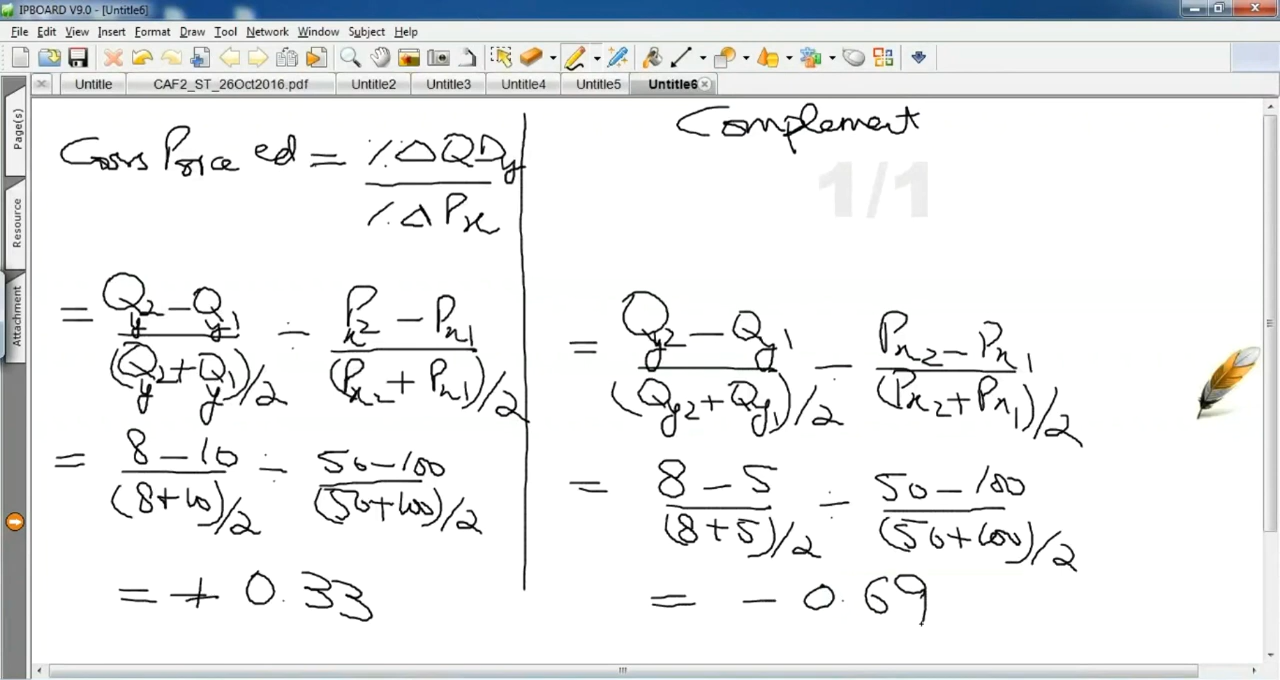 IPBOARD V9.0 - [Untitled6]
File Edit View Insert Format Draw Tool Network Window Subject Help
Untitle CAF2_ST_26Oct2016.pdf Untitle2 Untitle3 Untitle4 Untitle5 Untitle6
Page(s)
Resource
Attachment
1/1
Cross Price ed = %ΔQDy / %ΔPx
= Qy2 - Qy1 / (Qy2 + Qy1)/2 ÷ Px2 - Px1 / (Px2 + Px1)/2
= 8 - 10 / (8+10)/2 ÷ 50 - 100 / (50+100)/2
= + 0.33
Complement
= Qy2 - Qy1 / (Qy2 + Qy1)/2 ÷ Px2 - Px1 / (Px2 + Px1)/2
= 8 - 5 / (8+5)/2 ÷ 50 - 100 / (50+100)/2
= - 0.69